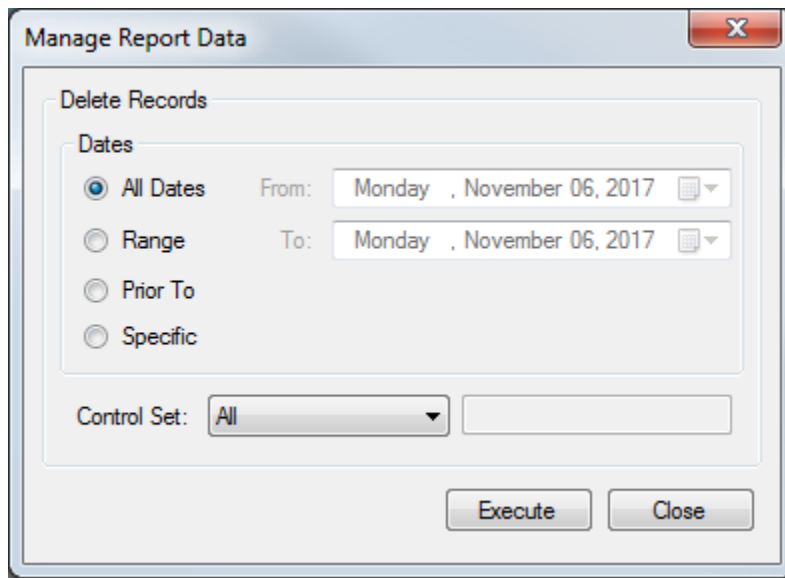 Manage Report Data
Delete Records
Dates
All Dates From: Monday , November 06, 2017
Range To: Monday , November 06, 2017
Prior To
Specific
Control Set: All
Execute Close